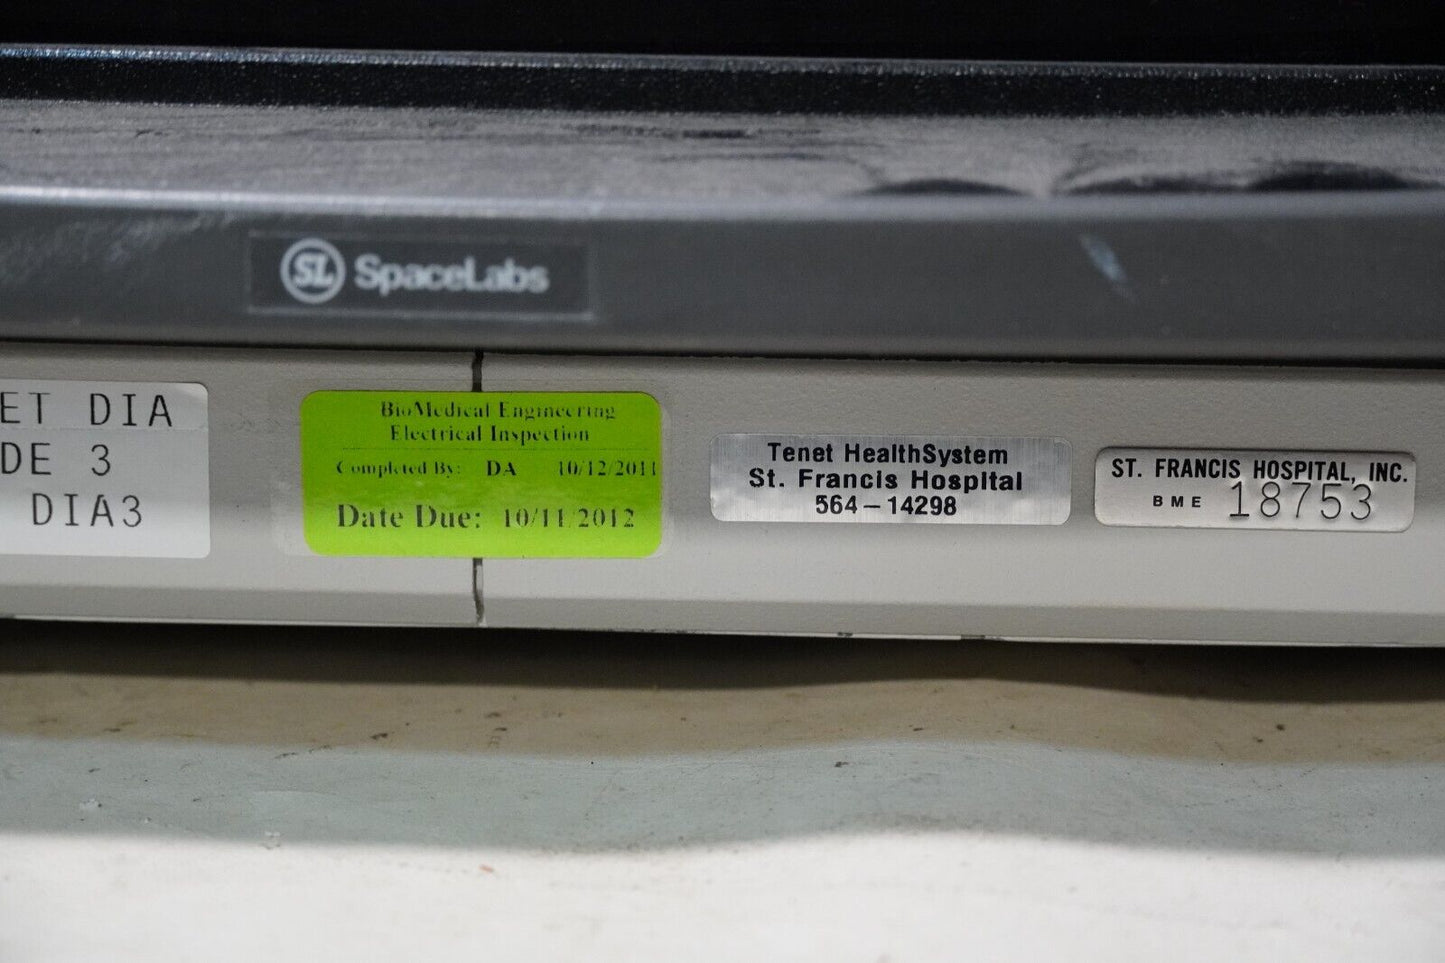 SL SpaceLabs
ET DIA
DE 3
DIA3
BioMedical Engineering
Electrical Inspection
Completed By: DA 10/12/2011
Date Due: 10/11/2012
Tenet HealthSystem
St. Francis Hospital
564-14298
ST. FRANCIS HOSPITAL, INC.
BME 18753